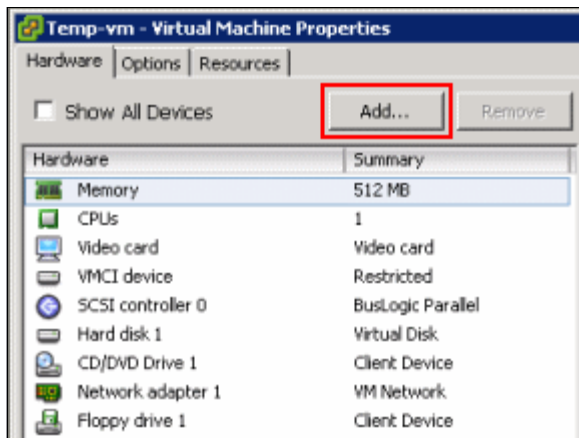 Temp-vm - Virtual Machine Properties
Hardware Options Resources
Show All Devices Add... Remove
Hardware Summary
Memory 512 MB
CPUs 1
Video card Video card
VMCI device Restricted
SCSI controller 0 BusLogic Parallel
Hard disk 1 Virtual Disk
CD/DVD Drive 1 Client Device
Network adapter 1 VM Network
Floppy drive 1 Client Device